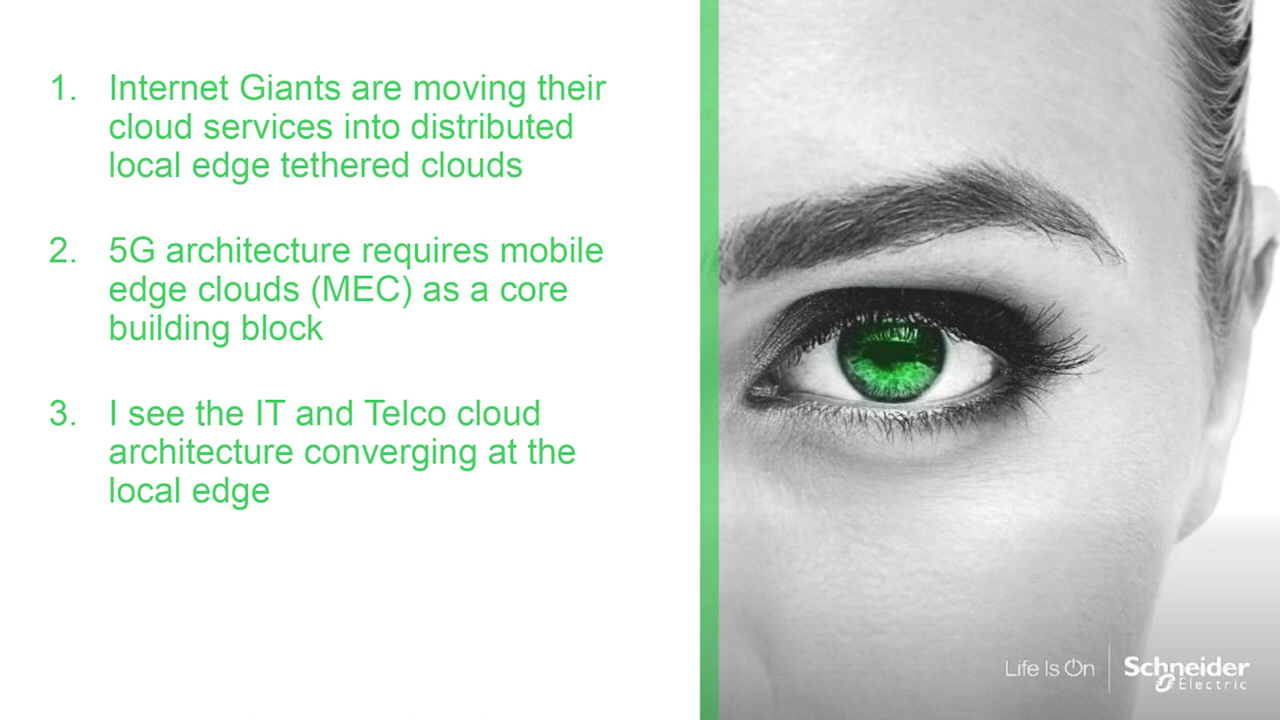 1. Internet Giants are moving their
cloud services into distributed
local edge tethered clouds
2. 5G architecture requires mobile
edge clouds (MEC) as a core
building block
3. I see the IT and Telco cloud
architecture converging at the
local edge
Life Is On
Schneider
Electric